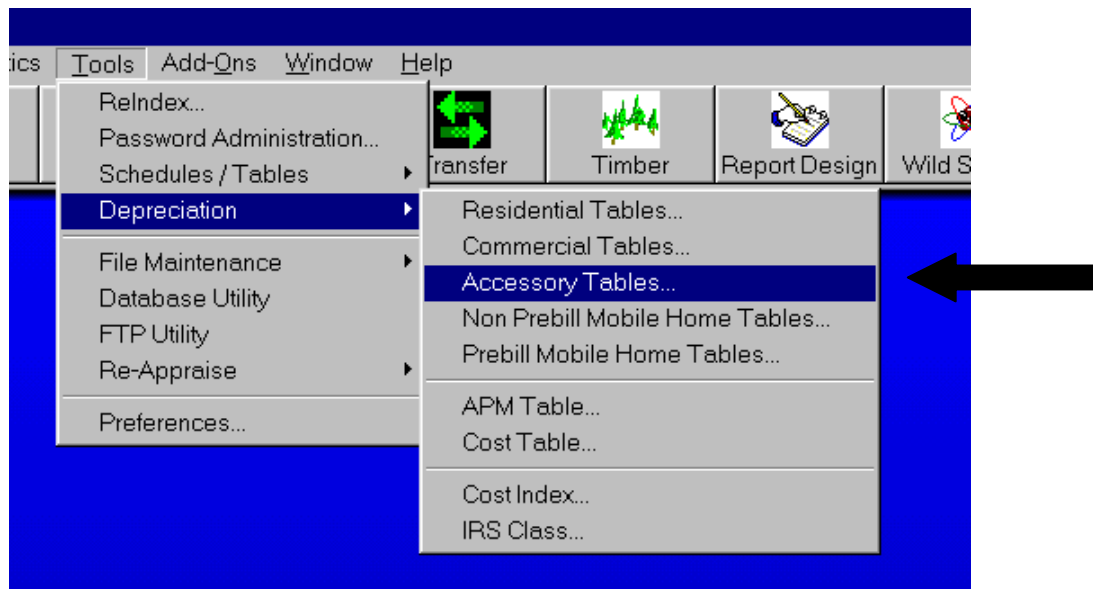 tics Tools Add-Ons Window Help
ReIndex...
Password Administration...
Schedules / Tables
Depreciation
File Maintenance
Database Utility
FTP Utility
Re-Appraise
Preferences...
ransfer Timber Report Design Wild S
Residential Tables...
Commercial Tables...
Accessory Tables...
Non Prebill Mobile Home Tables...
Prebill Mobile Home Tables...
APM Table...
Cost Table...
Cost Index...
IRS Class...